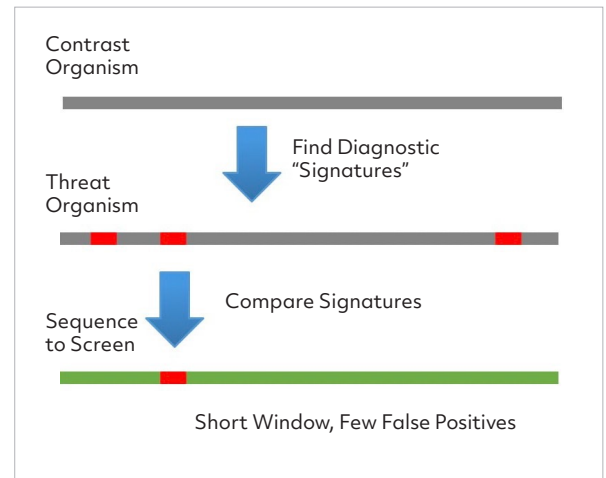 Contrast
Organism
Find Diagnostic
“Signatures”
Threat
Organism
Compare Signatures
Sequence
to Screen
Short Window, Few False Positives